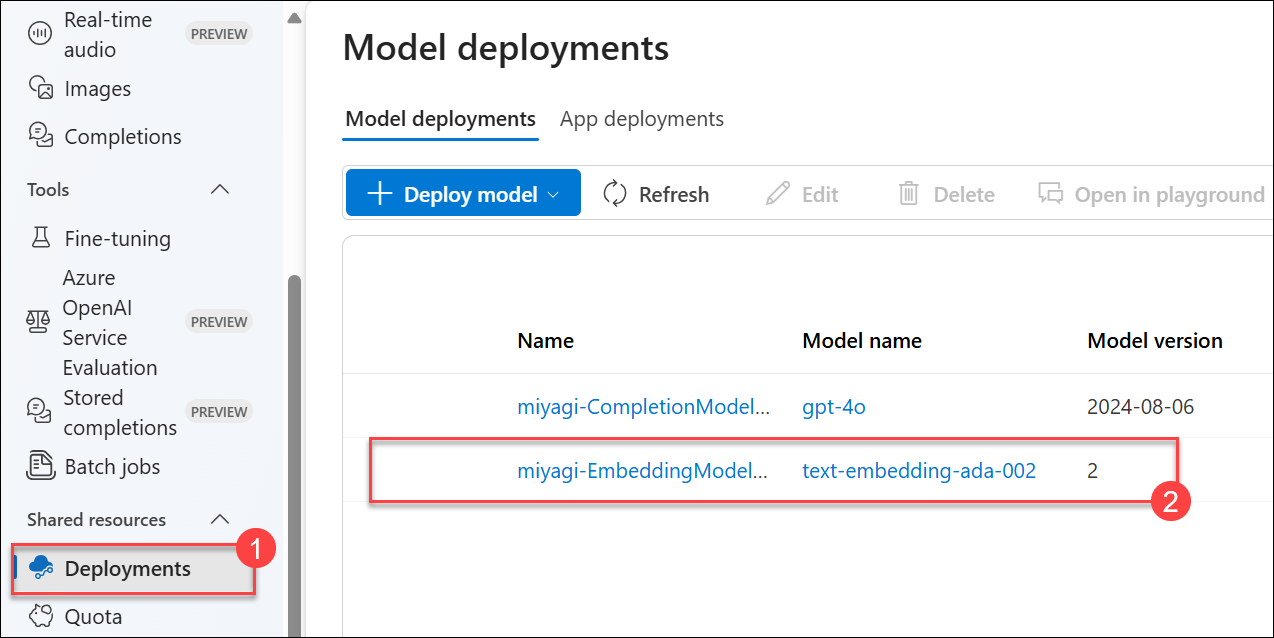 Real-time
audio
PREVIEW
Images
Completions
Tools
Fine-tuning
Azure
OpenAI
Service
Evaluation
PREVIEW
Stored
completions
PREVIEW
Batch jobs
Shared resources
1
Deployments
Quota
Model deployments
Model deployments App deployments
Deploy model Refresh Edit Delete Open in playground
Name Model name Model version
miyagi-CompletionModel... gpt-4o 2024-08-06
miyagi-EmbeddingModel... text-embedding-ada-002 2
2